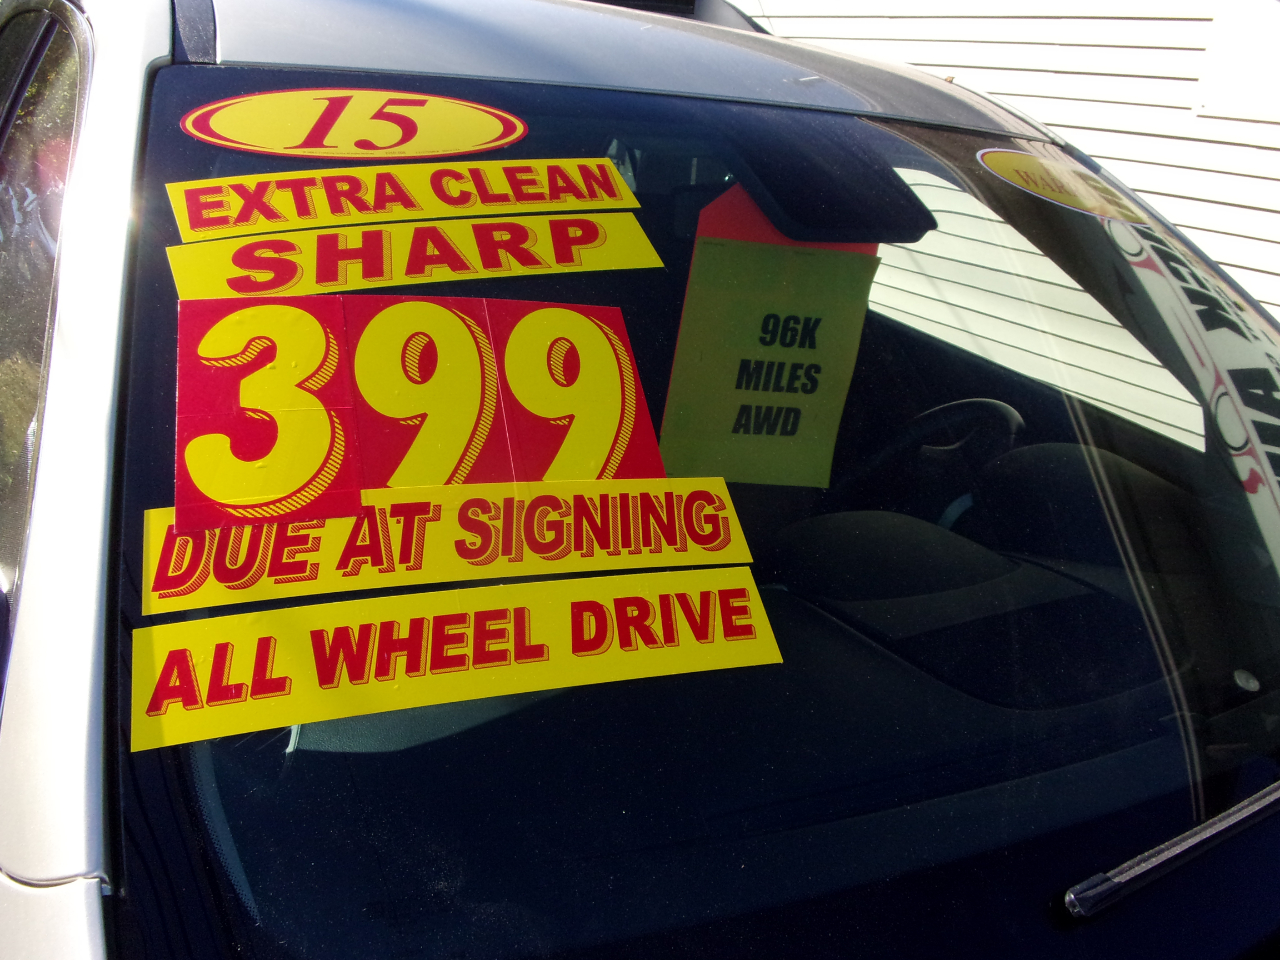 15
EXTRA CLEAN
SHARP
399
DUE AT SIGNING
ALL WHEEL DRIVE
96K
MILES
AWD